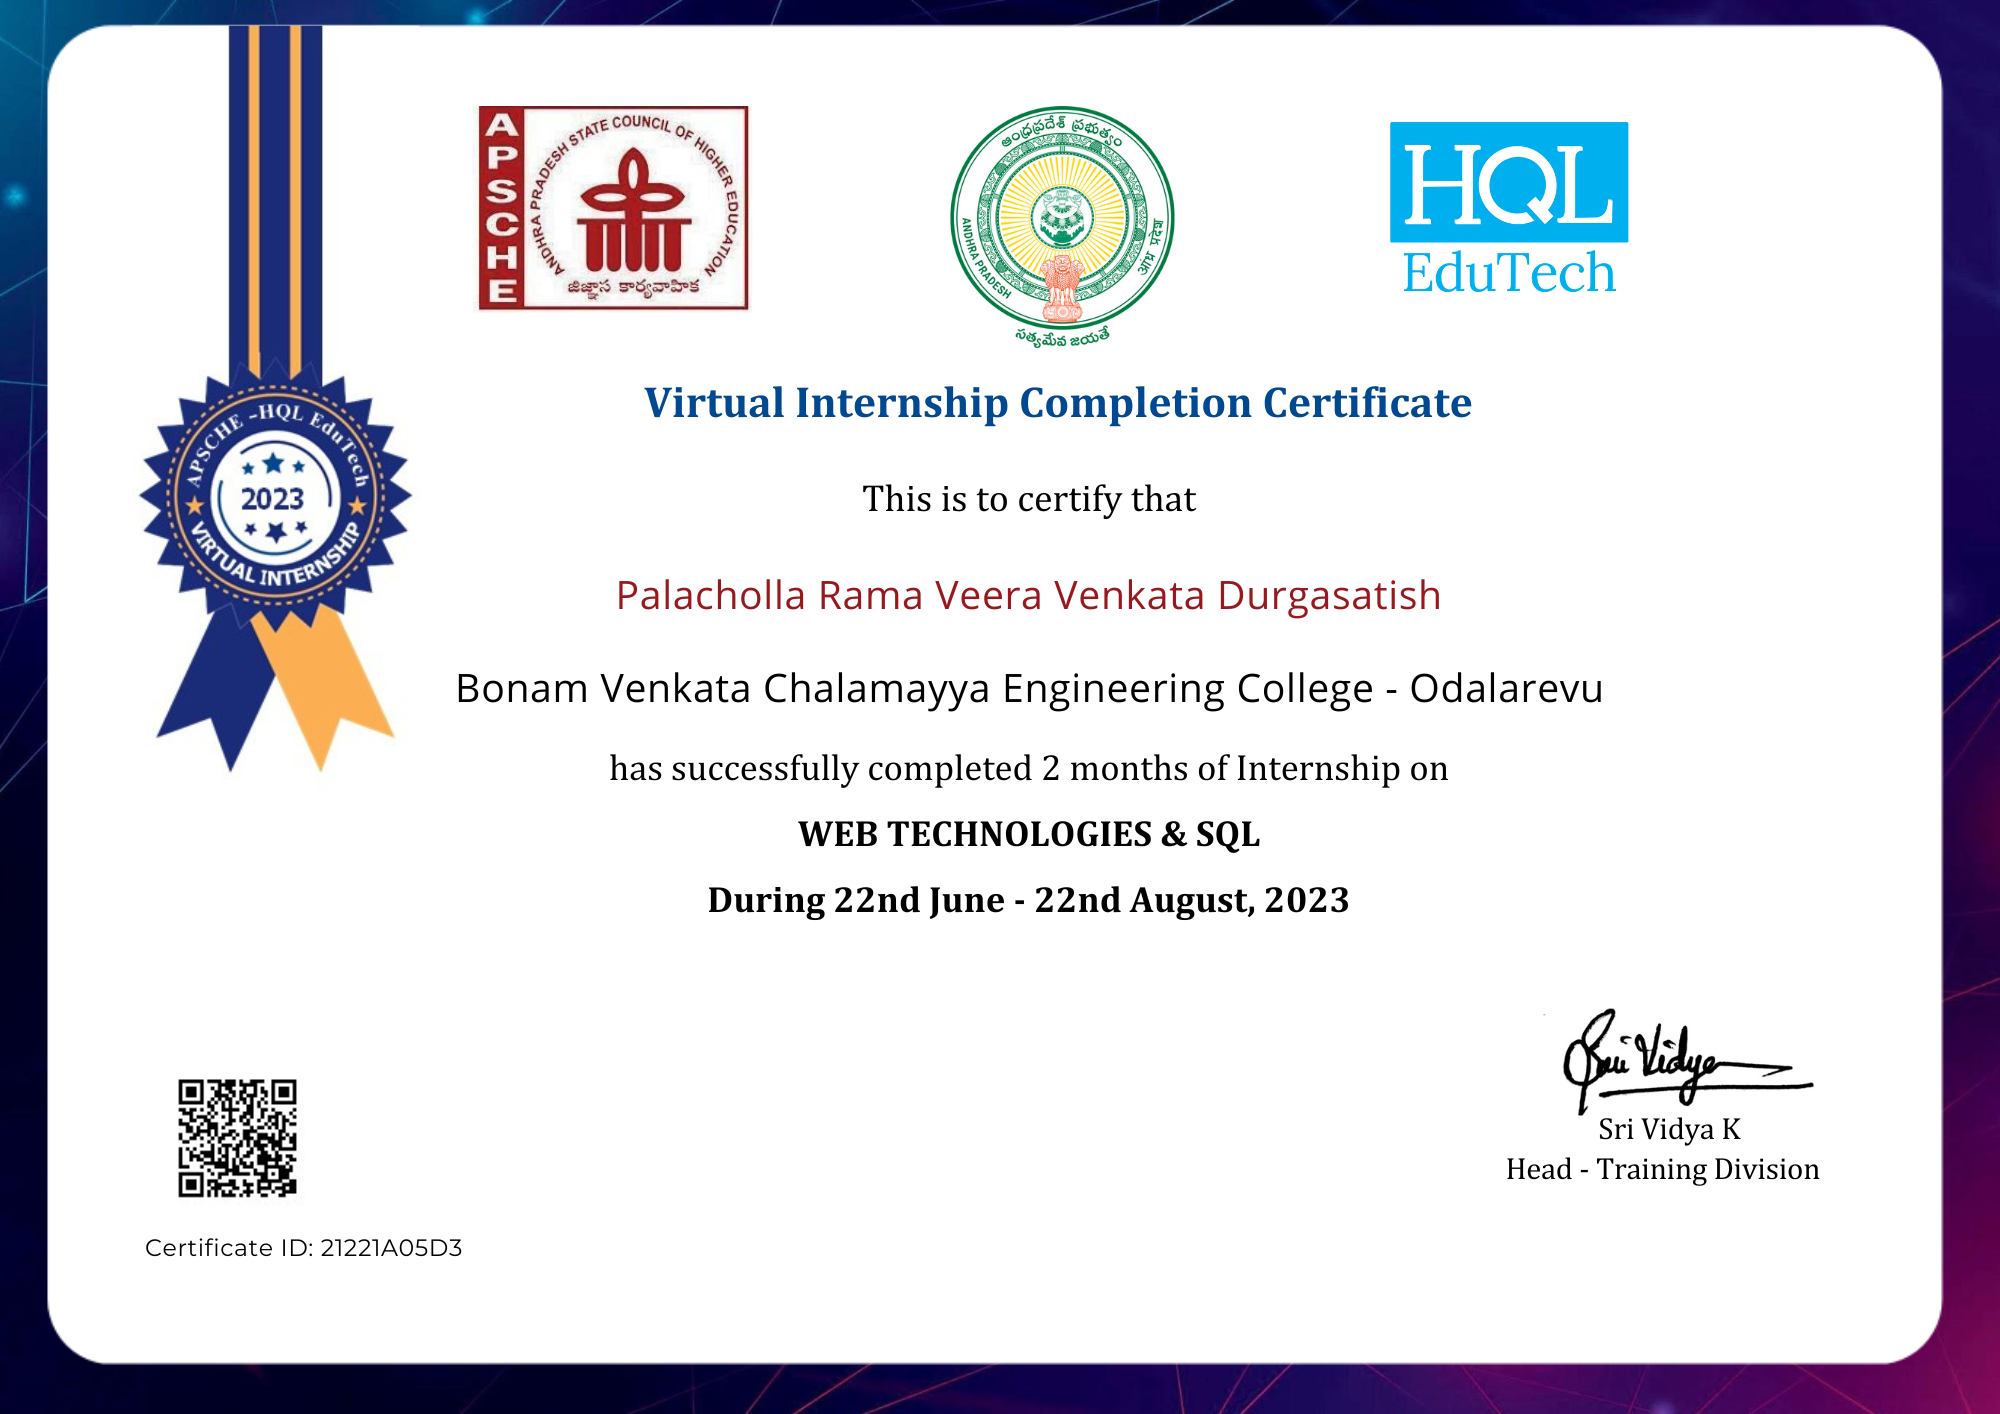 APSCHE
ANDHRA PRADESH STATE COUNCIL OF HIGHER EDUCATION
జిజ్ఞాస కార్యవాహిక
ఆంధ్రప్రదేశ్ ప్రభుత్వం
ANDHRA PRADESH
आंध्र प्रदेश
సత్యమేవ జయతే
HQL
EduTech
APSCHE -HQL EduTech
2023
VIRTUAL INTERNSHIP
Virtual Internship Completion Certificate
This is to certify that
Palacholla Rama Veera Venkata Durgasatish
Bonam Venkata Chalamayya Engineering College - Odalarevu
has successfully completed 2 months of Internship on
WEB TECHNOLOGIES & SQL
During 22nd June - 22nd August, 2023
Sri Vidya
Sri Vidya K
Head - Training Division
Certificate ID: 21221A05D3